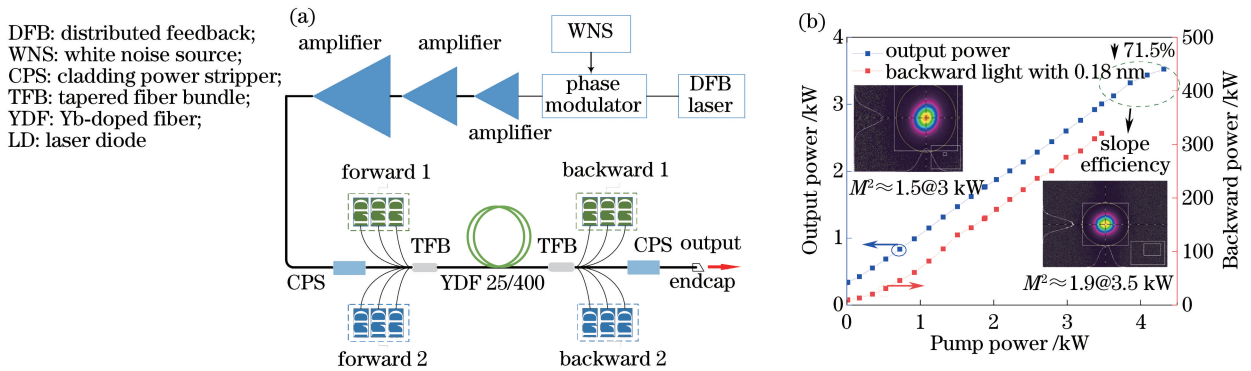 DFB: distributed feedback;
WNS: white noise source;
CPS: cladding power stripper;
TFB: tapered fiber bundle;
YDF: Yb-doped fiber;
LD: laser diode
(a)
amplifier
amplifier
amplifier
WNS
phase
modulator
DFB
laser
forward 1
backward 1
TFB
TFB
CPS
output
CPS
YDF 25/400
endcap
forward 2
backward 2
(b)
4
3
2
1
0
Output power /kW
500
400
300
200
100
0
Backward power /kW
output power
backward light with 0.18 nm
71.5%
slope
efficiency
M²≈1.5@3 kW
M²≈1.9@3.5 kW
0
1
2
3
4
Pump power /kW